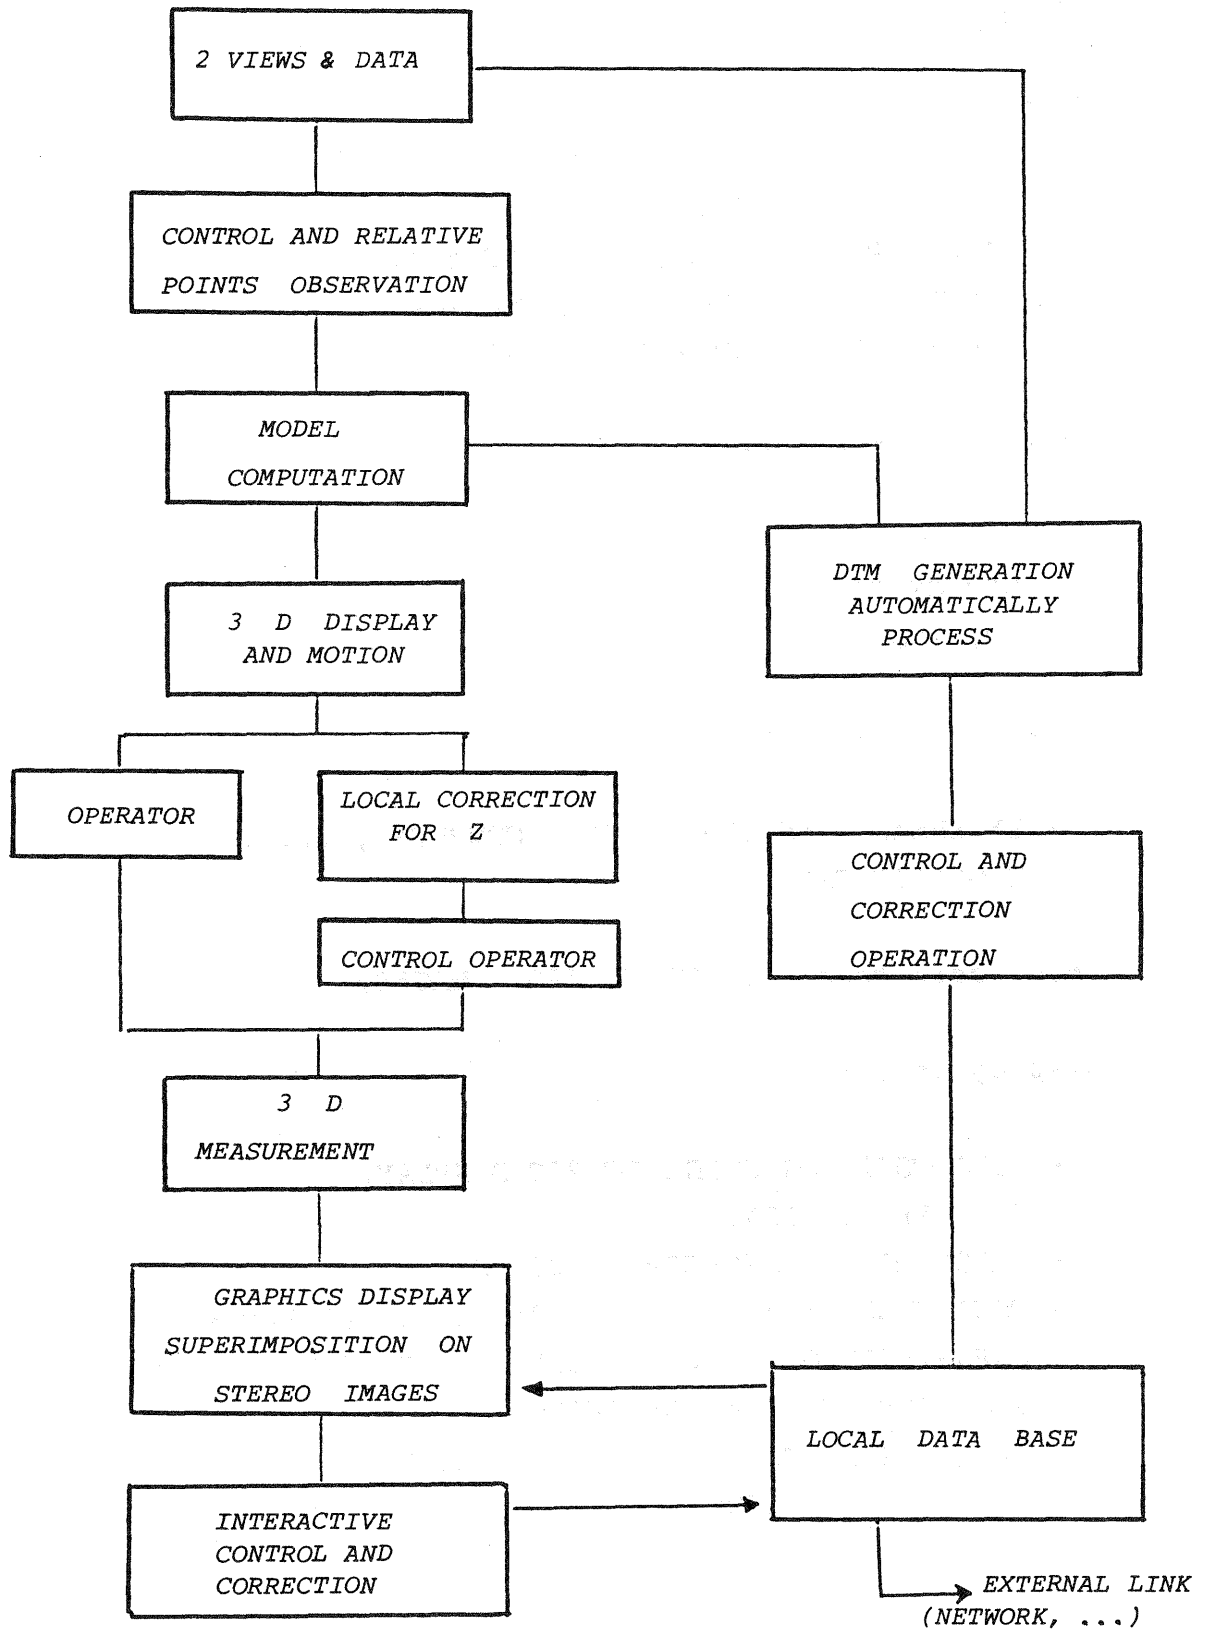 2 VIEWS & DATA
CONTROL AND RELATIVE
POINTS OBSERVATION
MODEL
COMPUTATION
3 D DISPLAY
AND MOTION
OPERATOR
LOCAL CORRECTION
FOR Z
CONTROL OPERATOR
3 D
MEASUREMENT
GRAPHICS DISPLAY
SUPERIMPOSITION ON
STEREO IMAGES
INTERACTIVE
CONTROL AND
CORRECTION
DTM GENERATION
AUTOMATICALLY
PROCESS
CONTROL AND
CORRECTION
OPERATION
LOCAL DATA BASE
EXTERNAL LINK
(NETWORK, ...)